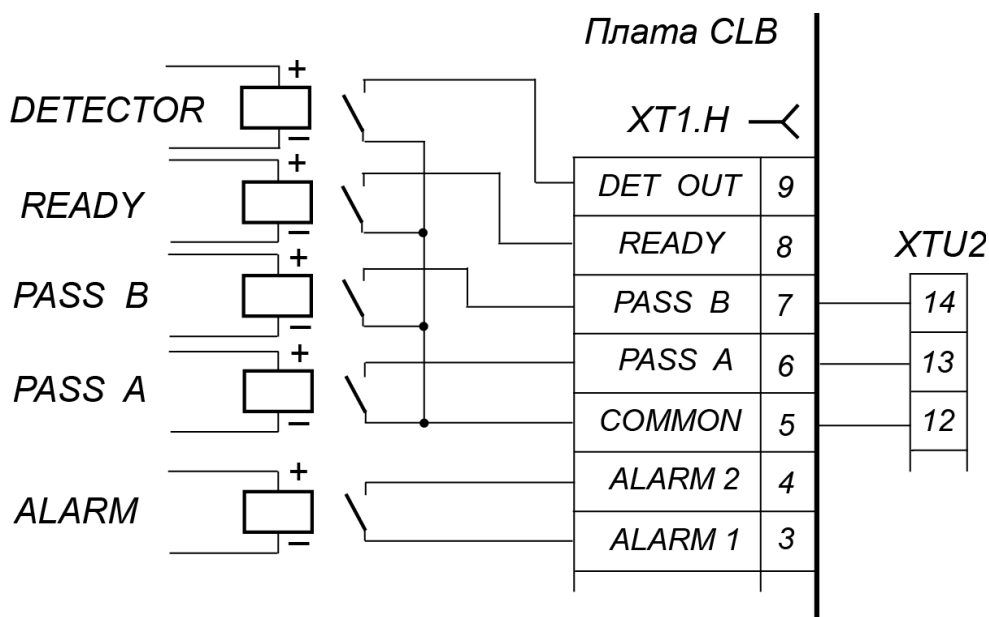 Плата CLB
XT1.H
DETECTOR + −
READY + −
PASS B + −
PASS A + −
ALARM + −
DET OUT 9
READY 8
PASS B 7
PASS A 6
COMMON 5
ALARM 2 4
ALARM 1 3
XTU2
14
13
12